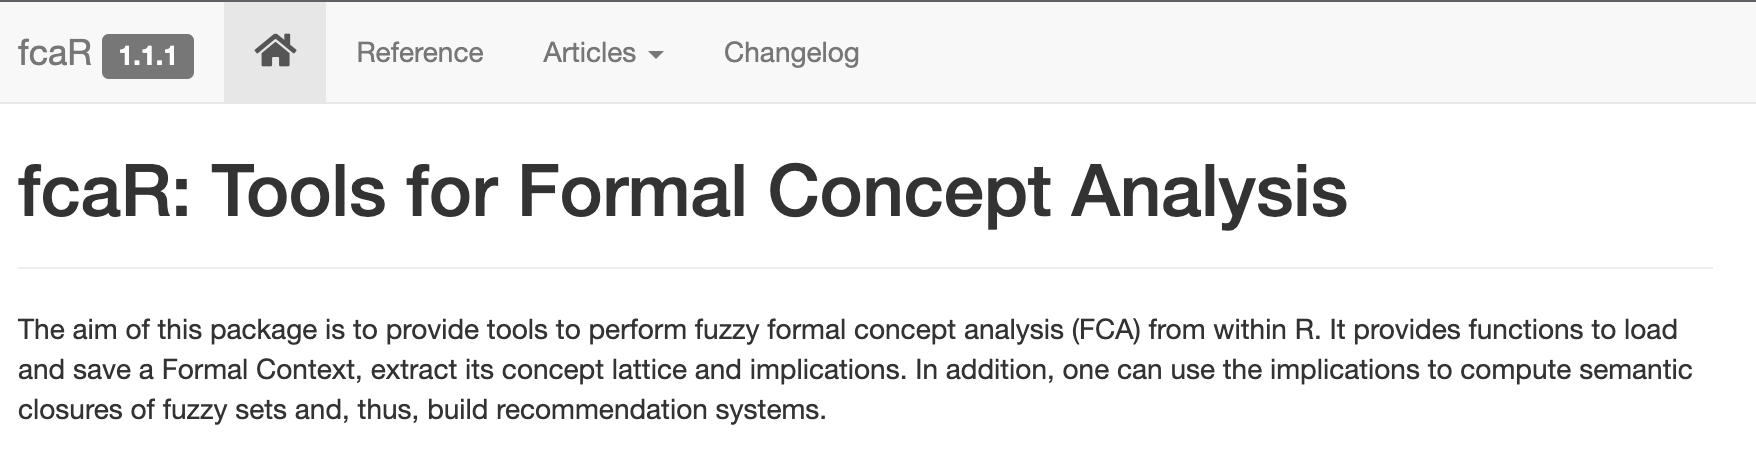 fcaR 1.1.1 Reference Articles Changelog
fcaR: Tools for Formal Concept Analysis
The aim of this package is to provide tools to perform fuzzy formal concept analysis (FCA) from within R. It provides functions to load
and save a Formal Context, extract its concept lattice and implications. In addition, one can use the implications to compute semantic
closures of fuzzy sets and, thus, build recommendation systems.